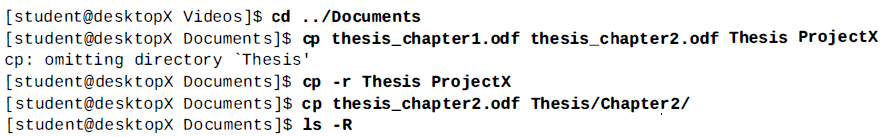 [student@desktopX Videos]$ cd ../Documents
[student@desktopX Documents]$ cp thesis_chapter1.odf thesis_chapter2.odf Thesis ProjectX
cp: omitting directory `Thesis'
[student@desktopX Documents]$ cp -r Thesis ProjectX
[student@desktopX Documents]$ cp thesis_chapter2.odf Thesis/Chapter2/
[student@desktopX Documents]$ ls -R